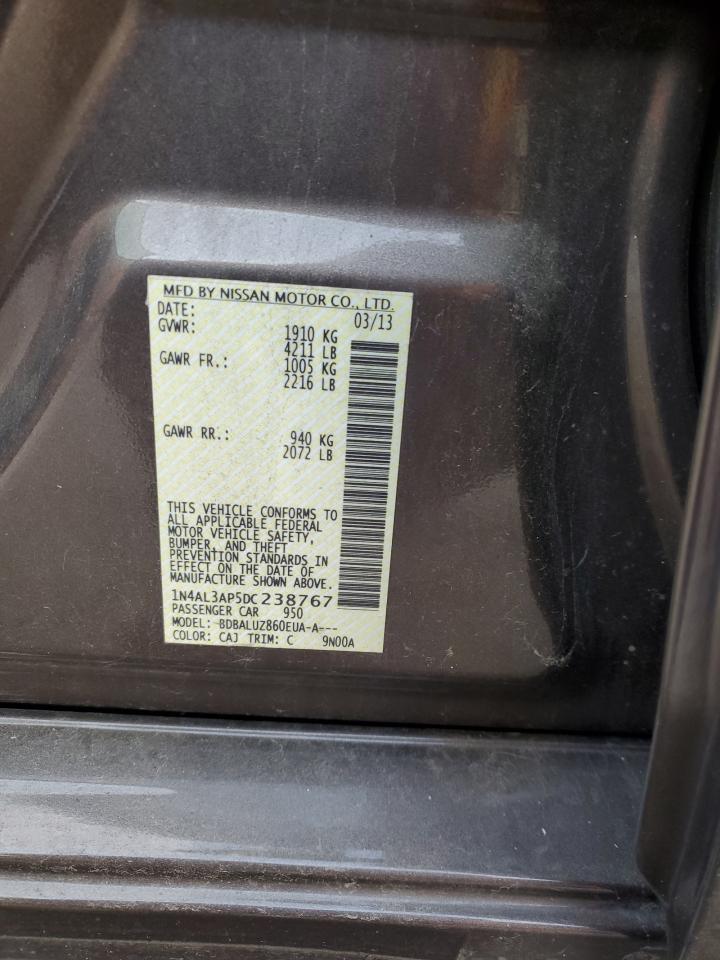 MFD BY NISSAN MOTOR CO., LTD.
DATE: 03/13
GVWR: 1910 KG
4211 LB
GAWR FR.: 1005 KG
2216 LB
GAWR RR.: 940 KG
2072 LB
THIS VEHICLE CONFORMS TO
ALL APPLICABLE FEDERAL
MOTOR VEHICLE SAFETY,
BUMPER, AND THEFT
PREVENTION STANDARDS IN
EFFECT ON THE DATE OF
MANUFACTURE SHOWN ABOVE.
1N4AL3AP5DC238767
PASSENGER CAR 950
MODEL: BDBALUZ860EUA-A---
COLOR: CAJ TRIM: C 9N00A